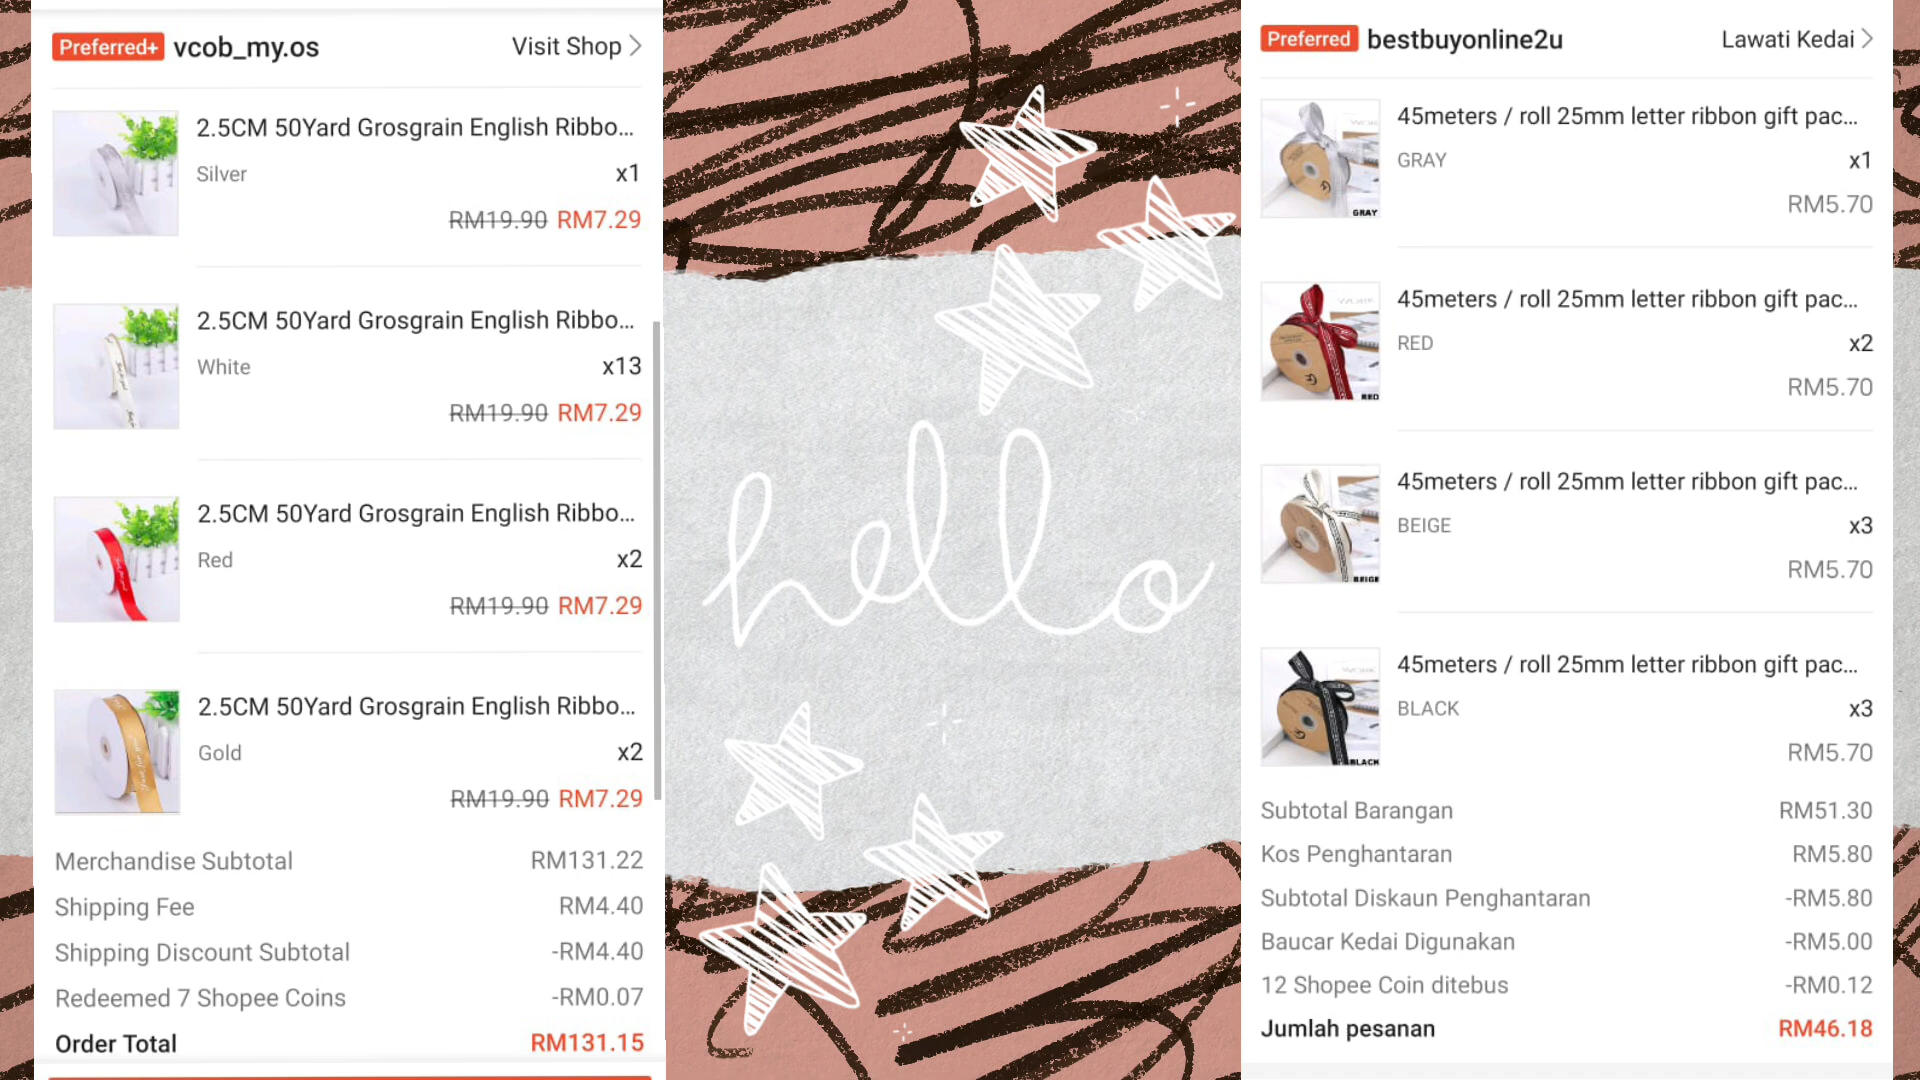 Preferred+ vcob_my.os Visit Shop
2.5CM 50Yard Grosgrain English Ribbo...
Silver x1
RM19.90 RM7.29
2.5CM 50Yard Grosgrain English Ribbo...
White x13
RM19.90 RM7.29
2.5CM 50Yard Grosgrain English Ribbo...
Red x2
RM19.90 RM7.29
2.5CM 50Yard Grosgrain English Ribbo...
Gold x2
RM19.90 RM7.29
Merchandise Subtotal RM131.22
Shipping Fee RM4.40
Shipping Discount Subtotal -RM4.40
Redeemed 7 Shopee Coins -RM0.07
Order Total RM131.15
hello
Preferred bestbuyonline2u Lawati Kedai
45meters / roll 25mm letter ribbon gift pac...
GRAY x1
GRAY
RM5.70
45meters / roll 25mm letter ribbon gift pac...
RED x2
RED
RM5.70
45meters / roll 25mm letter ribbon gift pac...
BEIGE x3
BEIGE
RM5.70
45meters / roll 25mm letter ribbon gift pac...
BLACK x3
BLACK
RM5.70
Subtotal Barangan RM51.30
Kos Penghantaran RM5.80
Subtotal Diskaun Penghantaran -RM5.80
Baucar Kedai Digunakan -RM5.00
12 Shopee Coin ditebus -RM0.12
Jumlah pesanan RM46.18